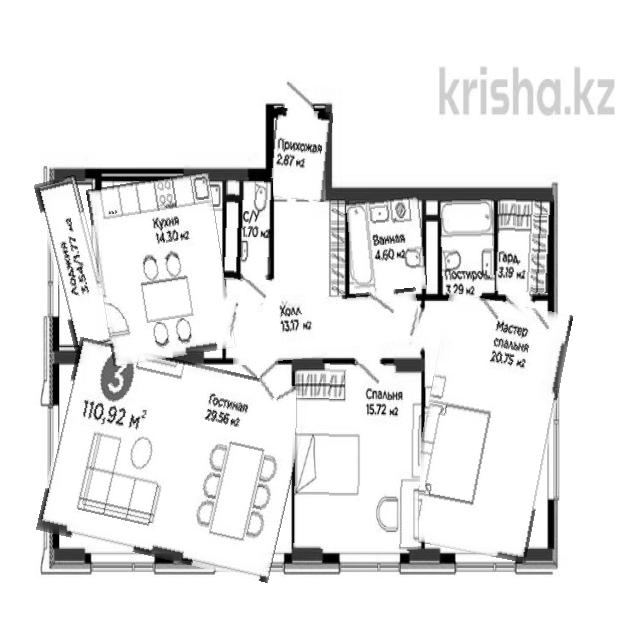 krisha.kz
Прихожая
2.87 м2
Кухня
14.30 м2
С/У
1.70 м2
Лоджия
3.54/1.77 м2
Ванная
4.60 м2
Постироч.
3.29 м2
Гард.
3.19 м2
Холл
13.17 м2
Мастер
спальня
20.75 м2
3
110,92 м2
Гостиная
29.56 м2
Спальня
15.72 м2